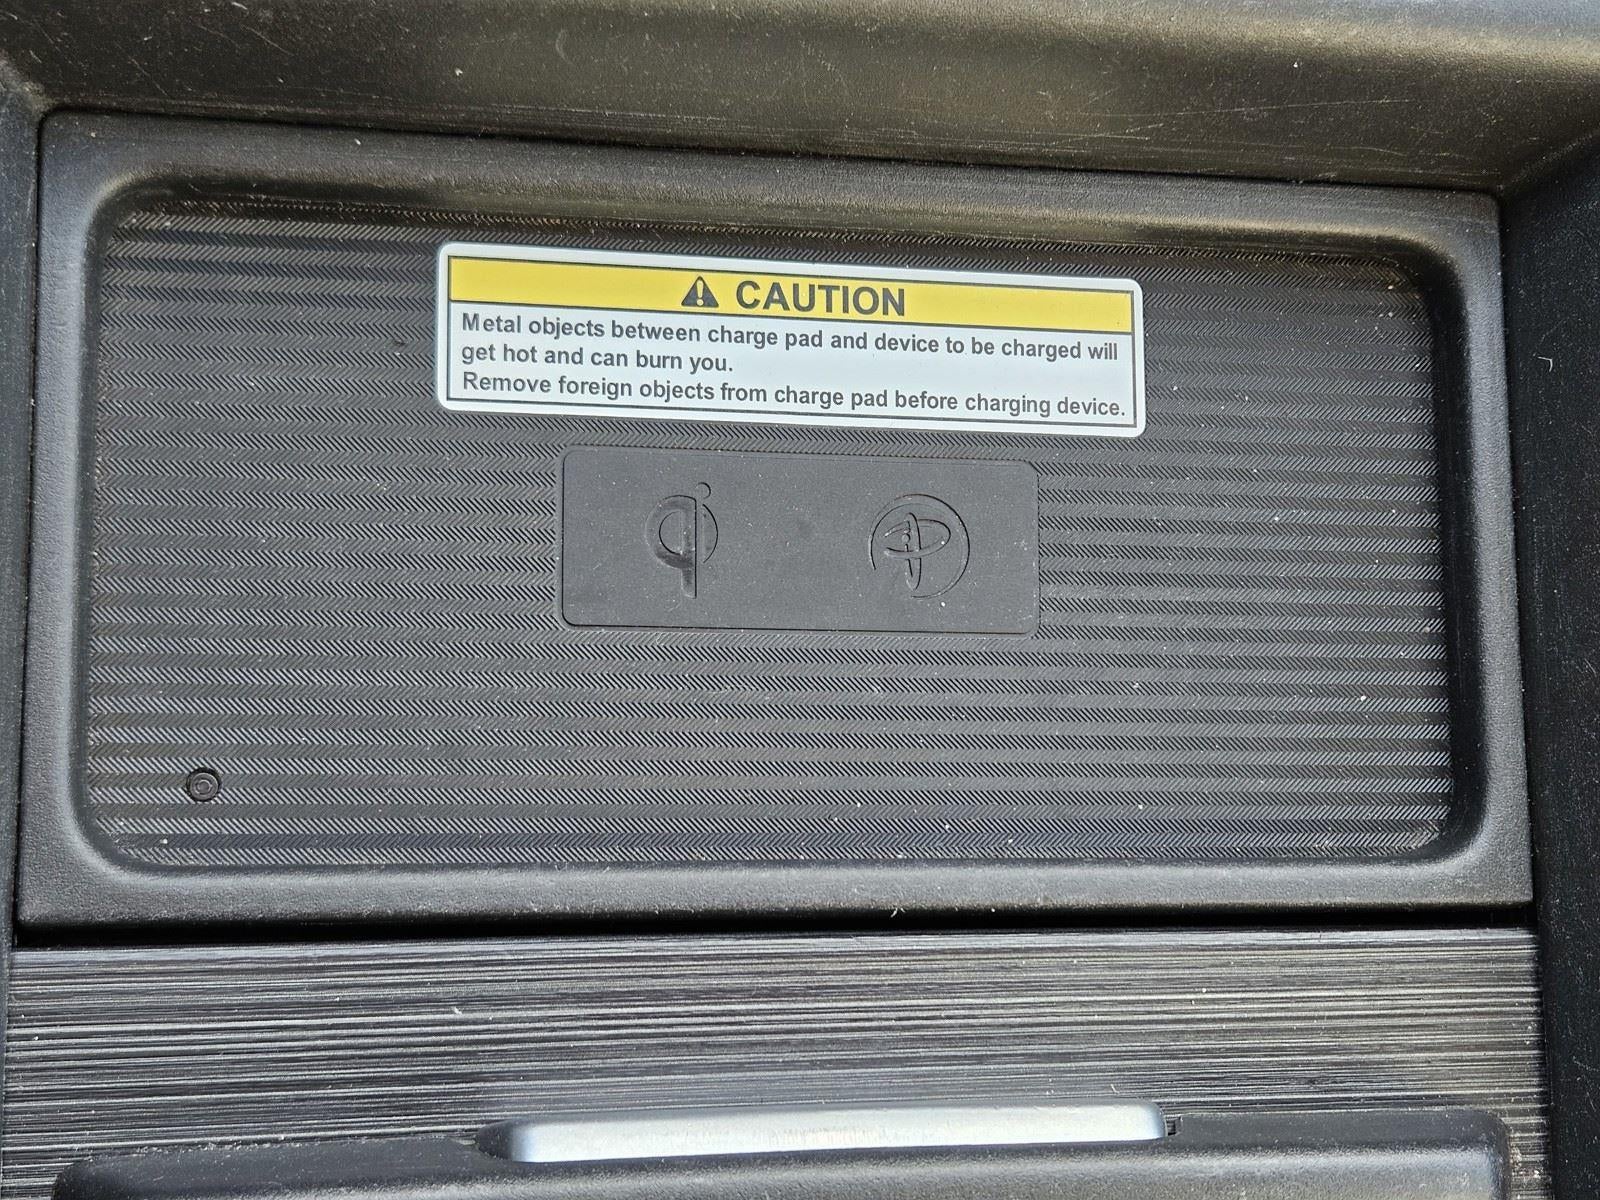 CAUTION
Metal objects between charge pad and device to be charged will
get hot and can burn you.
Remove foreign objects from charge pad before charging device.
qi